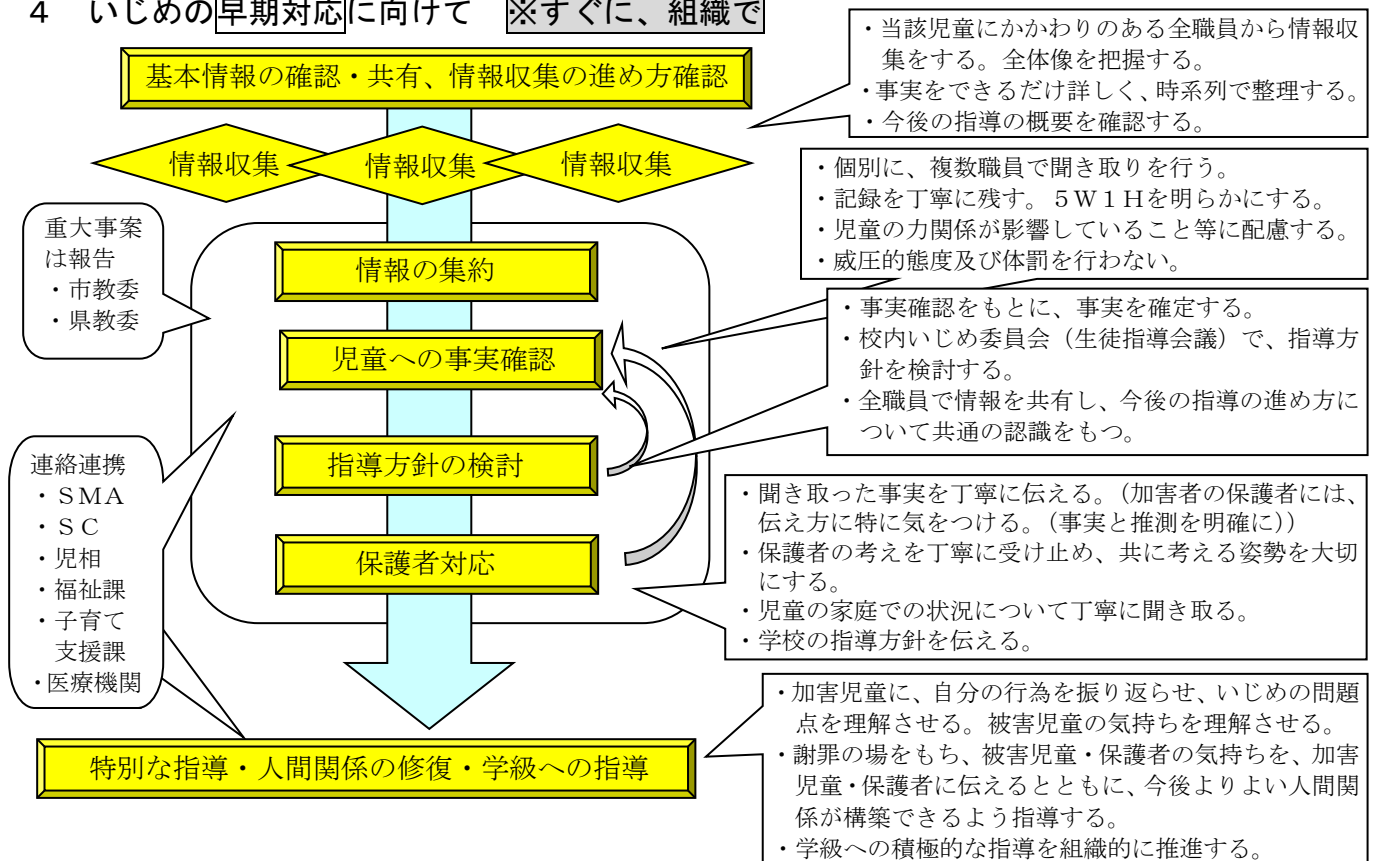 ４　いじめの早期対応に向けて　※すぐに、組織で
基本情報の確認・共有、情報収集の進め方確認
・当該児童にかかわりのある全職員から情報収
集をする。全体像を把握する。
・事実をできるだけ詳しく、時系列で整理する。
・今後の指導の概要を確認する。
情報収集
情報収集
情報収集
・個別に、複数職員で聞き取りを行う。
・記録を丁寧に残す。５Ｗ１Ｈを明らかにする。
・児童の力関係が影響していること等に配慮する。
・威圧的態度及び体罰を行わない。
重大事案
は報告
・市教委
・県教委
情報の集約
児童への事実確認
・事実確認をもとに、事実を確定する。
・校内いじめ委員会（生徒指導会議）で、指導方
針を検討する。
・全職員で情報を共有し、今後の指導の進め方に
ついて共通の認識をもつ。
連絡連携
・ＳＭＡ
・ＳＣ
・児相
・福祉課
・子育て
支援課
・医療機関
指導方針の検討
保護者対応
・聞き取った事実を丁寧に伝える。（加害者の保護者には、
伝え方に特に気をつける。（事実と推測を明確に））
・保護者の考えを丁寧に受け止め、共に考える姿勢を大切
にする。
・児童の家庭での状況について丁寧に聞き取る。
・学校の指導方針を伝える。
特別な指導・人間関係の修復・学級への指導
・加害児童に、自分の行為を振り返らせ、いじめの問題
点を理解させる。被害児童の気持ちを理解させる。
・謝罪の場をもち、被害児童・保護者の気持ちを、加害
児童・保護者に伝えるとともに、今後よりよい人間関
係が構築できるよう指導する。
・学級への積極的な指導を組織的に推進する。